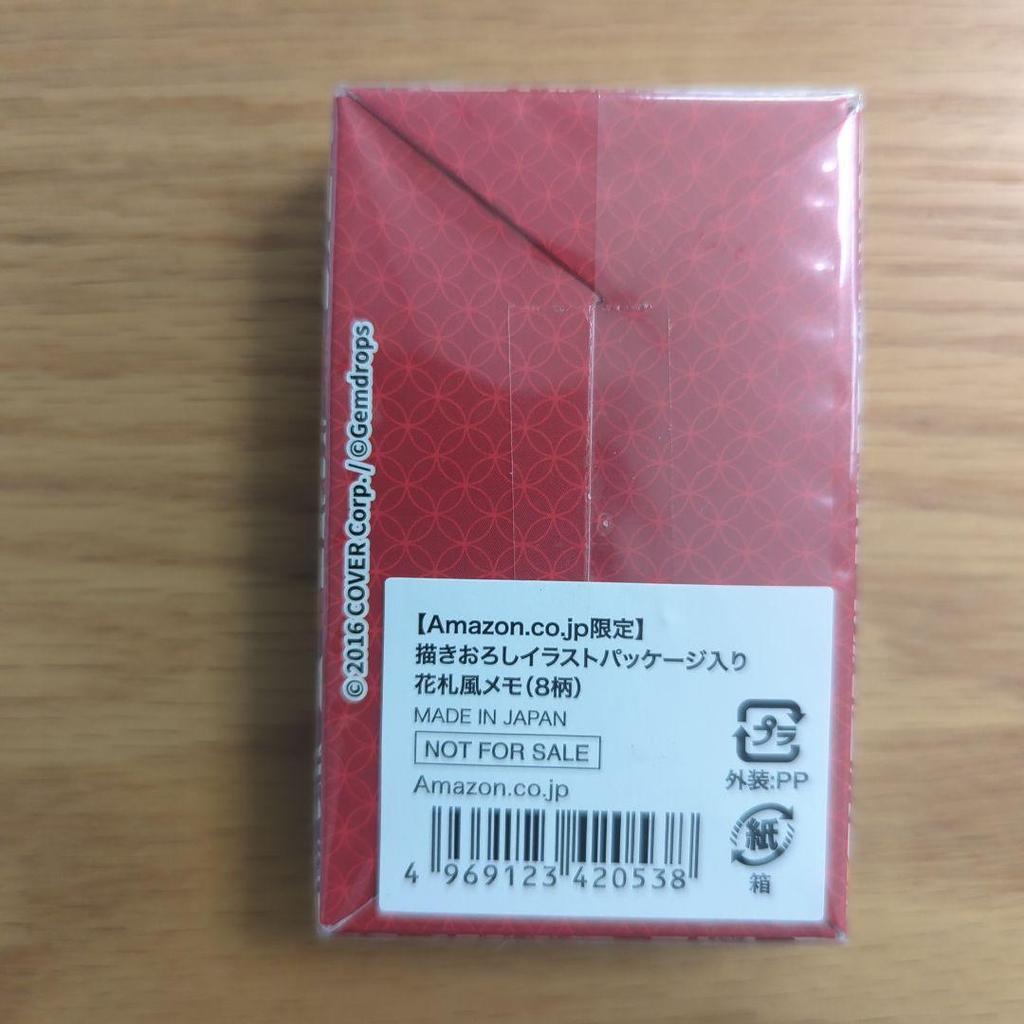 ©2016 COVER Corp./©Gemdrops
【Amazon.co.jp限定】
描きおろしイラストパッケージ入り
花札風メモ(8柄)
MADE IN JAPAN
NOT FOR SALE
Amazon.co.jp
4 969123 420538
プラ
外装:PP
紙
箱